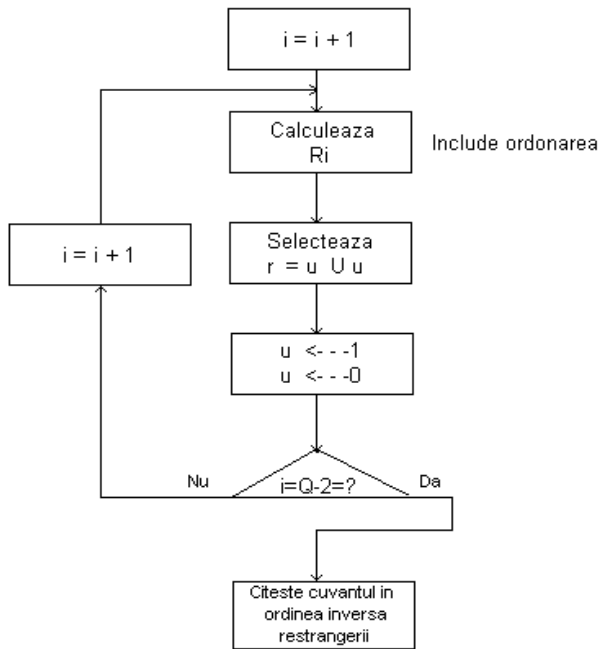 i = i + 1
Calculeaza
Ri
Include ordonarea
Selecteaza
r = u U u
i = i + 1
u <- - -1
u <- - -0
Nu
i=Q-2=?
Da
Citeste cuvantul in
ordinea inversa
restrangerii